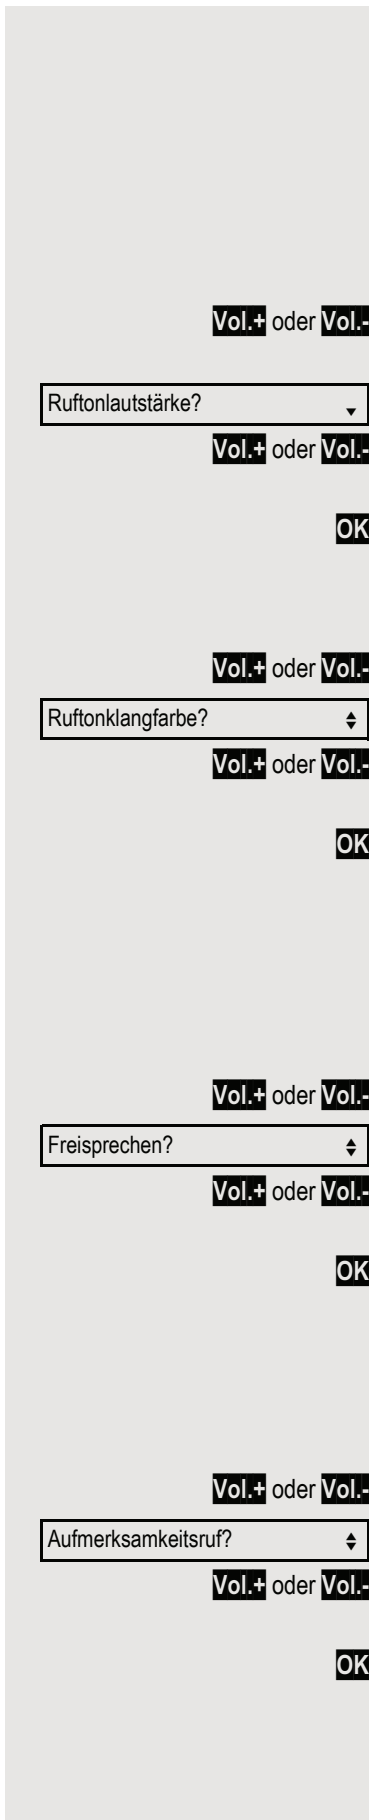 Vol.+ oder Vol.-
Ruftonlautstärke?
Vol.+ oder Vol.-
OK
Vol.+ oder Vol.-
Ruftonklangfarbe?
Vol.+ oder Vol.-
OK
Vol.+ oder Vol.-
Freisprechen?
Vol.+ oder Vol.-
OK
Vol.+ oder Vol.-
Aufmerksamkeitsruf?
Vol.+ oder Vol.-
OK